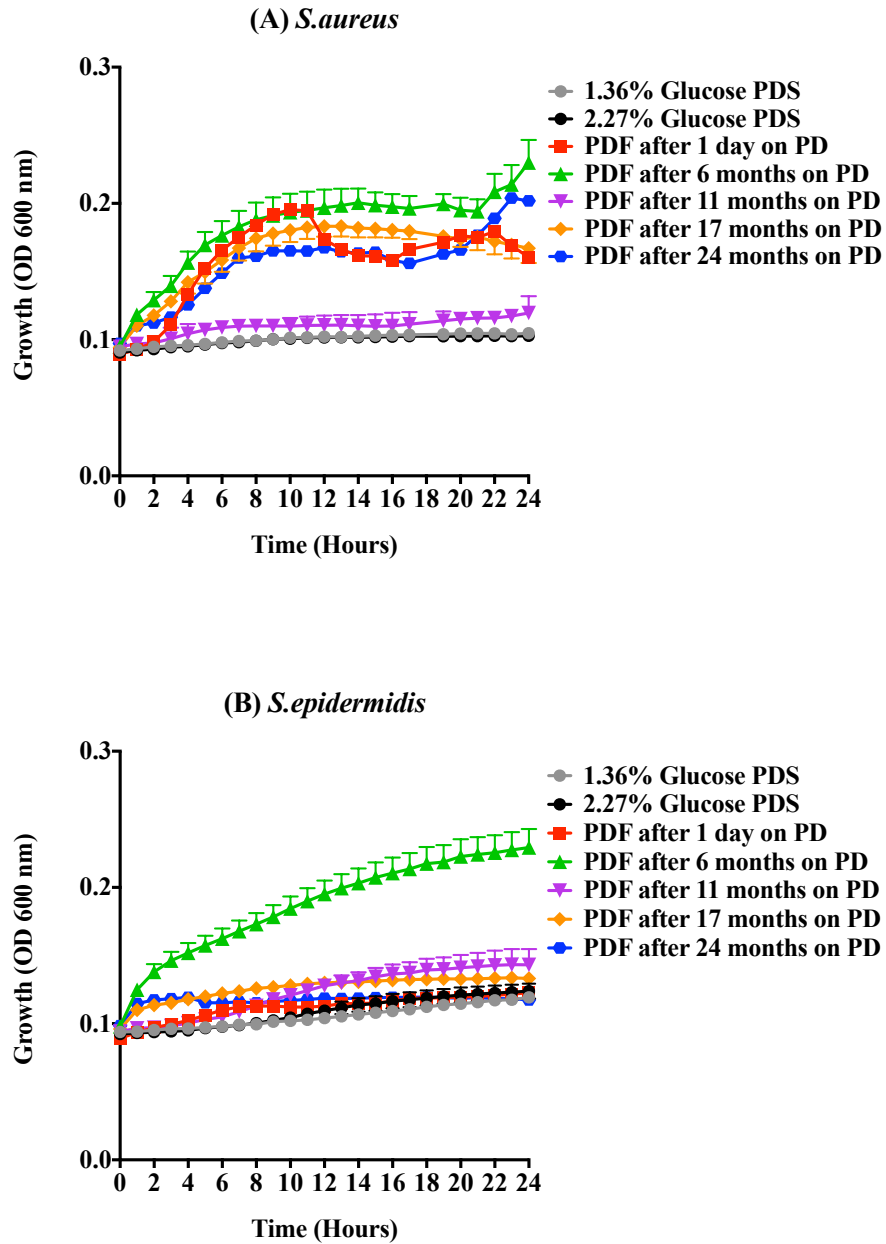 (A) S.aureus
0.3
0.2
0.1
0.0
Growth (OD 600 nm)
0 2 4 6 8 10 12 14 16 18 20 22 24
Time (Hours)
1.36% Glucose PDS
2.27% Glucose PDS
PDF after 1 day on PD
PDF after 6 months on PD
PDF after 11 months on PD
PDF after 17 months on PD
PDF after 24 months on PD
(B) S.epidermidis
0.3
0.2
0.1
0.0
Growth (OD 600 nm)
0 2 4 6 8 10 12 14 16 18 20 22 24
Time (Hours)
1.36% Glucose PDS
2.27% Glucose PDS
PDF after 1 day on PD
PDF after 6 months on PD
PDF after 11 months on PD
PDF after 17 months on PD
PDF after 24 months on PD